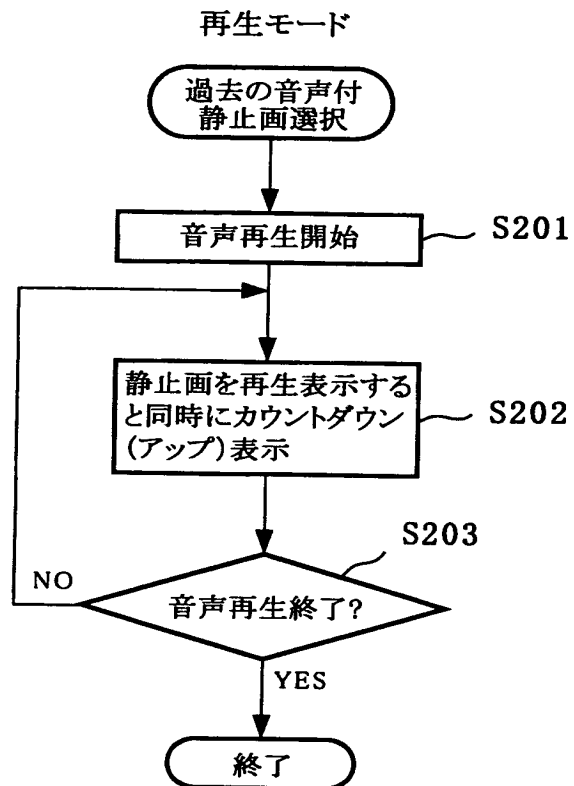 再生モード
過去の音声付
静止画選択
音声再生開始
S201
静止画を再生表示する
と同時にカウントダウン
(アップ)表示
S202
S203
音声再生終了?
NO
YES
終了